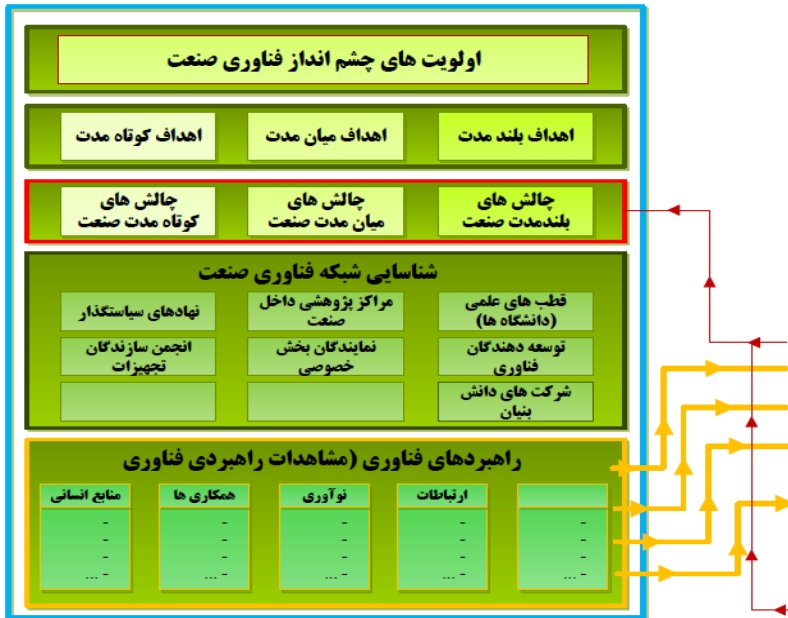 اولویت های چشم انداز فناوری صنعت
اهداف بلند مدت
اهداف میان مدت
اهداف کوتاه مدت
چالش های
بلندمدت صنعت
چالش های
میان مدت صنعت
چالش های
کوتاه مدت صنعت
شناسایی شبکه فناوری صنعت
قطب های علمی
(دانشگاه ها)
مراکز پژوهشی داخل
صنعت
نهادهای سیاستگذار
توسعه دهندگان
فناوری
نمایندگان بخش
خصوصی
انجمن سازندگان
تجهیزات
شرکت های دانش
بنیان
راهبردهای فناوری (مشاهدات راهبردی فناوری
ارتباطات
نوآوری
همکاری ها
منابع انسانی
-
-
-
- ...
-
-
-
- ...
-
-
-
- ...
-
-
-
- ...
-
-
-
- ...